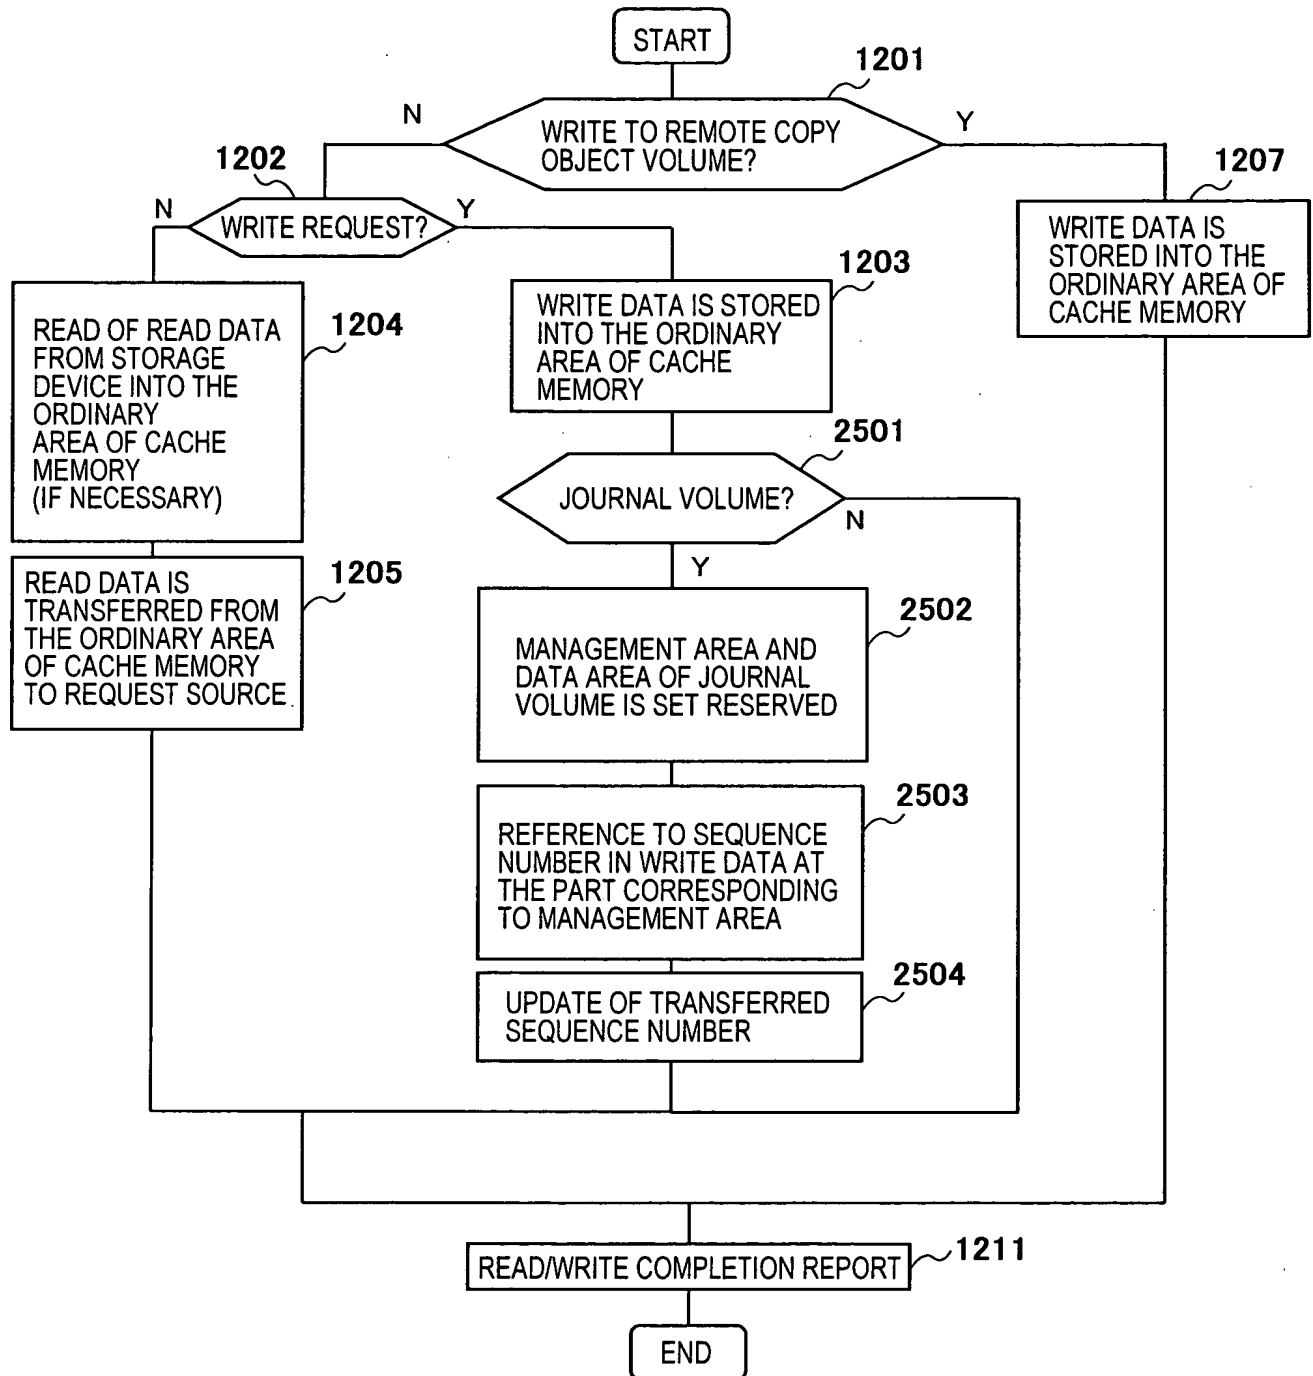 START
1201
N
WRITE TO REMOTE COPY
OBJECT VOLUME?
Y
1202
N
WRITE REQUEST?
Y
1207
WRITE DATA IS
STORED INTO THE
ORDINARY AREA OF
CACHE MEMORY
1203
WRITE DATA IS STORED
INTO THE ORDINARY
AREA OF CACHE
MEMORY
1204
READ OF READ DATA
FROM STORAGE
DEVICE INTO THE
ORDINARY
AREA OF CACHE
MEMORY
(IF NECESSARY)
2501
JOURNAL VOLUME?
N
Y
1205
READ DATA IS
TRANSFERRED FROM
THE ORDINARY AREA
OF CACHE MEMORY
TO REQUEST SOURCE
2502
MANAGEMENT AREA AND
DATA AREA OF JOURNAL
VOLUME IS SET RESERVED
2503
REFERENCE TO SEQUENCE
NUMBER IN WRITE DATA AT
THE PART CORRESPONDING
TO MANAGEMENT AREA
2504
UPDATE OF TRANSFERRED
SEQUENCE NUMBER
READ/WRITE COMPLETION REPORT
1211
END